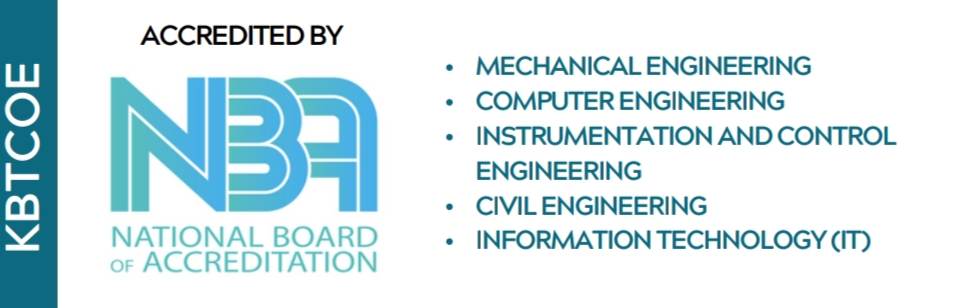 KBTCOE
ACCREDITED BY
NBA
NATIONAL BOARD
OF ACCREDITATION
• MECHANICAL ENGINEERING
• COMPUTER ENGINEERING
• INSTRUMENTATION AND CONTROL
ENGINEERING
• CIVIL ENGINEERING
• INFORMATION TECHNOLOGY (IT)